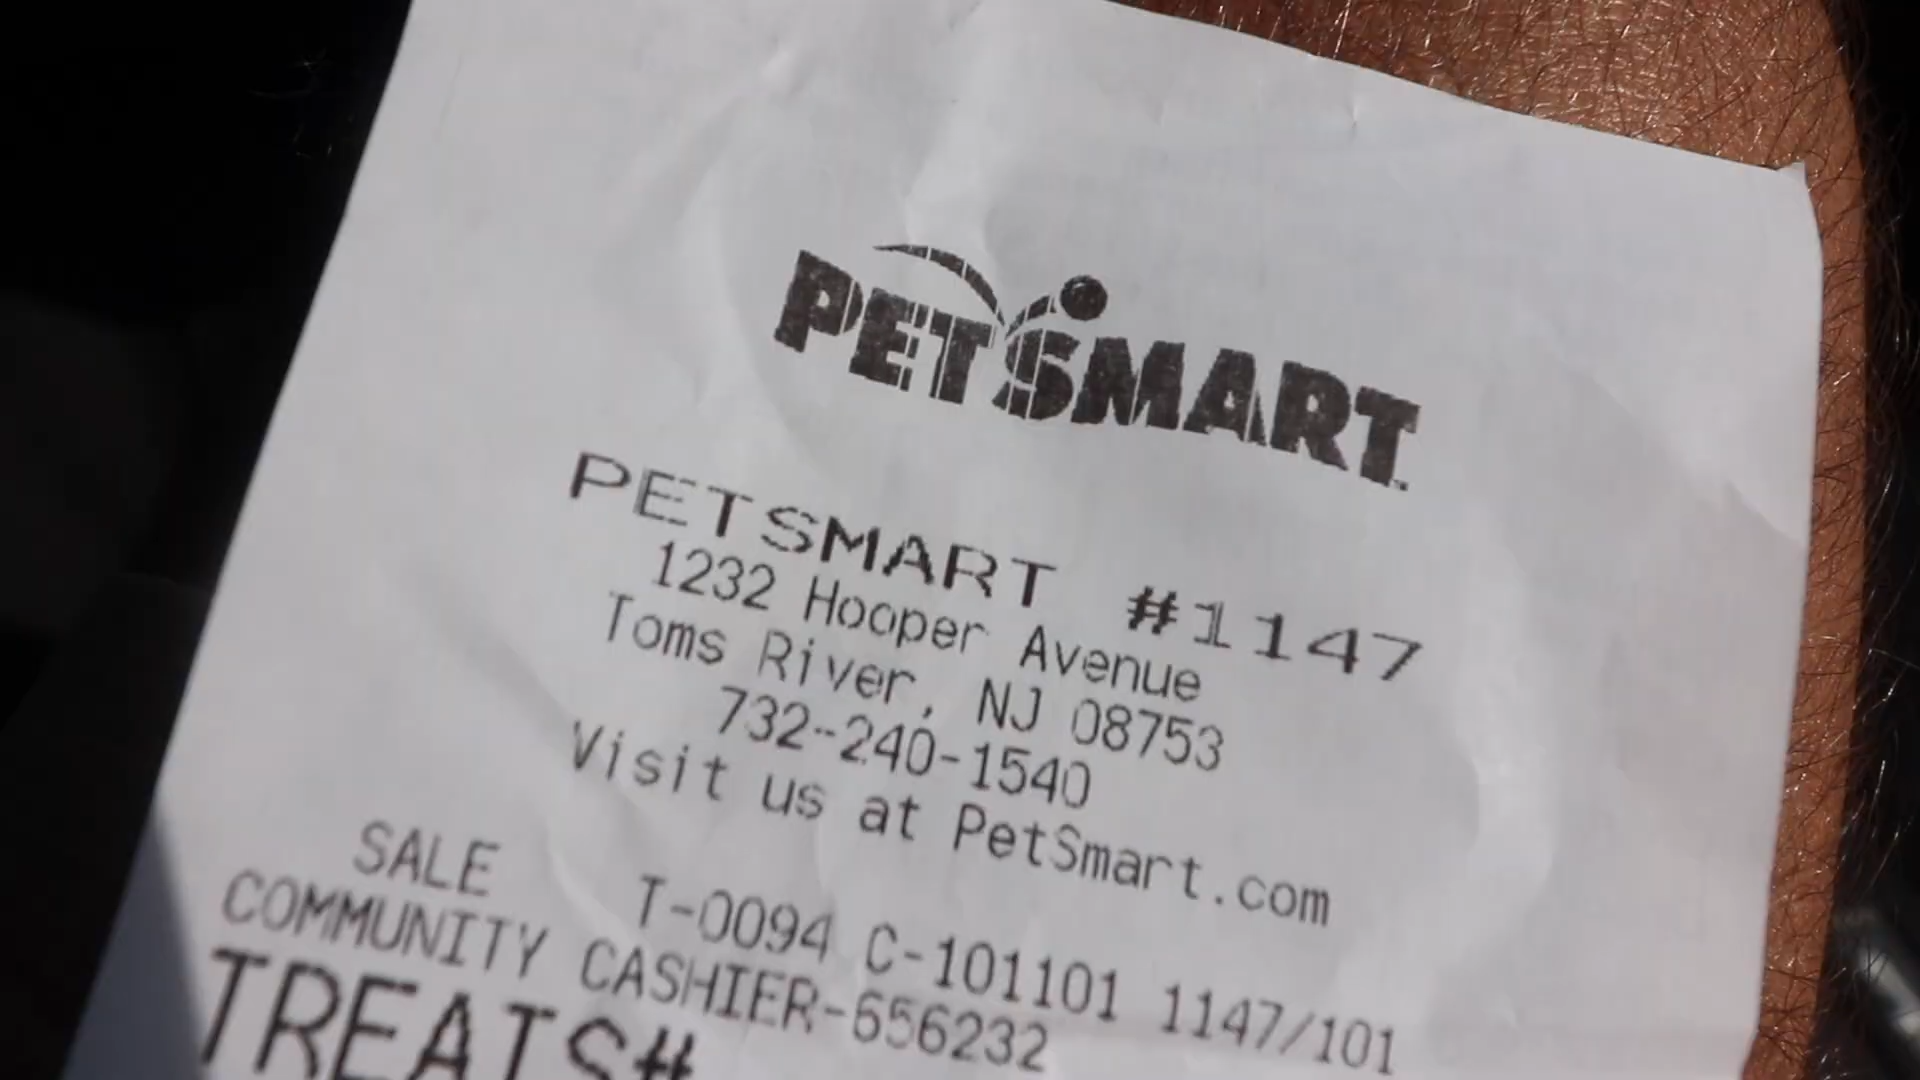 PETSMART
PETSMART #1147
1232 Hooper Avenue
Toms River, NJ 08753
732-240-1540
Visit us at PetSmart.com
SALE T-0094 C-101101 1147/101
COMMUNITY CASHIER-656232
TREATS#